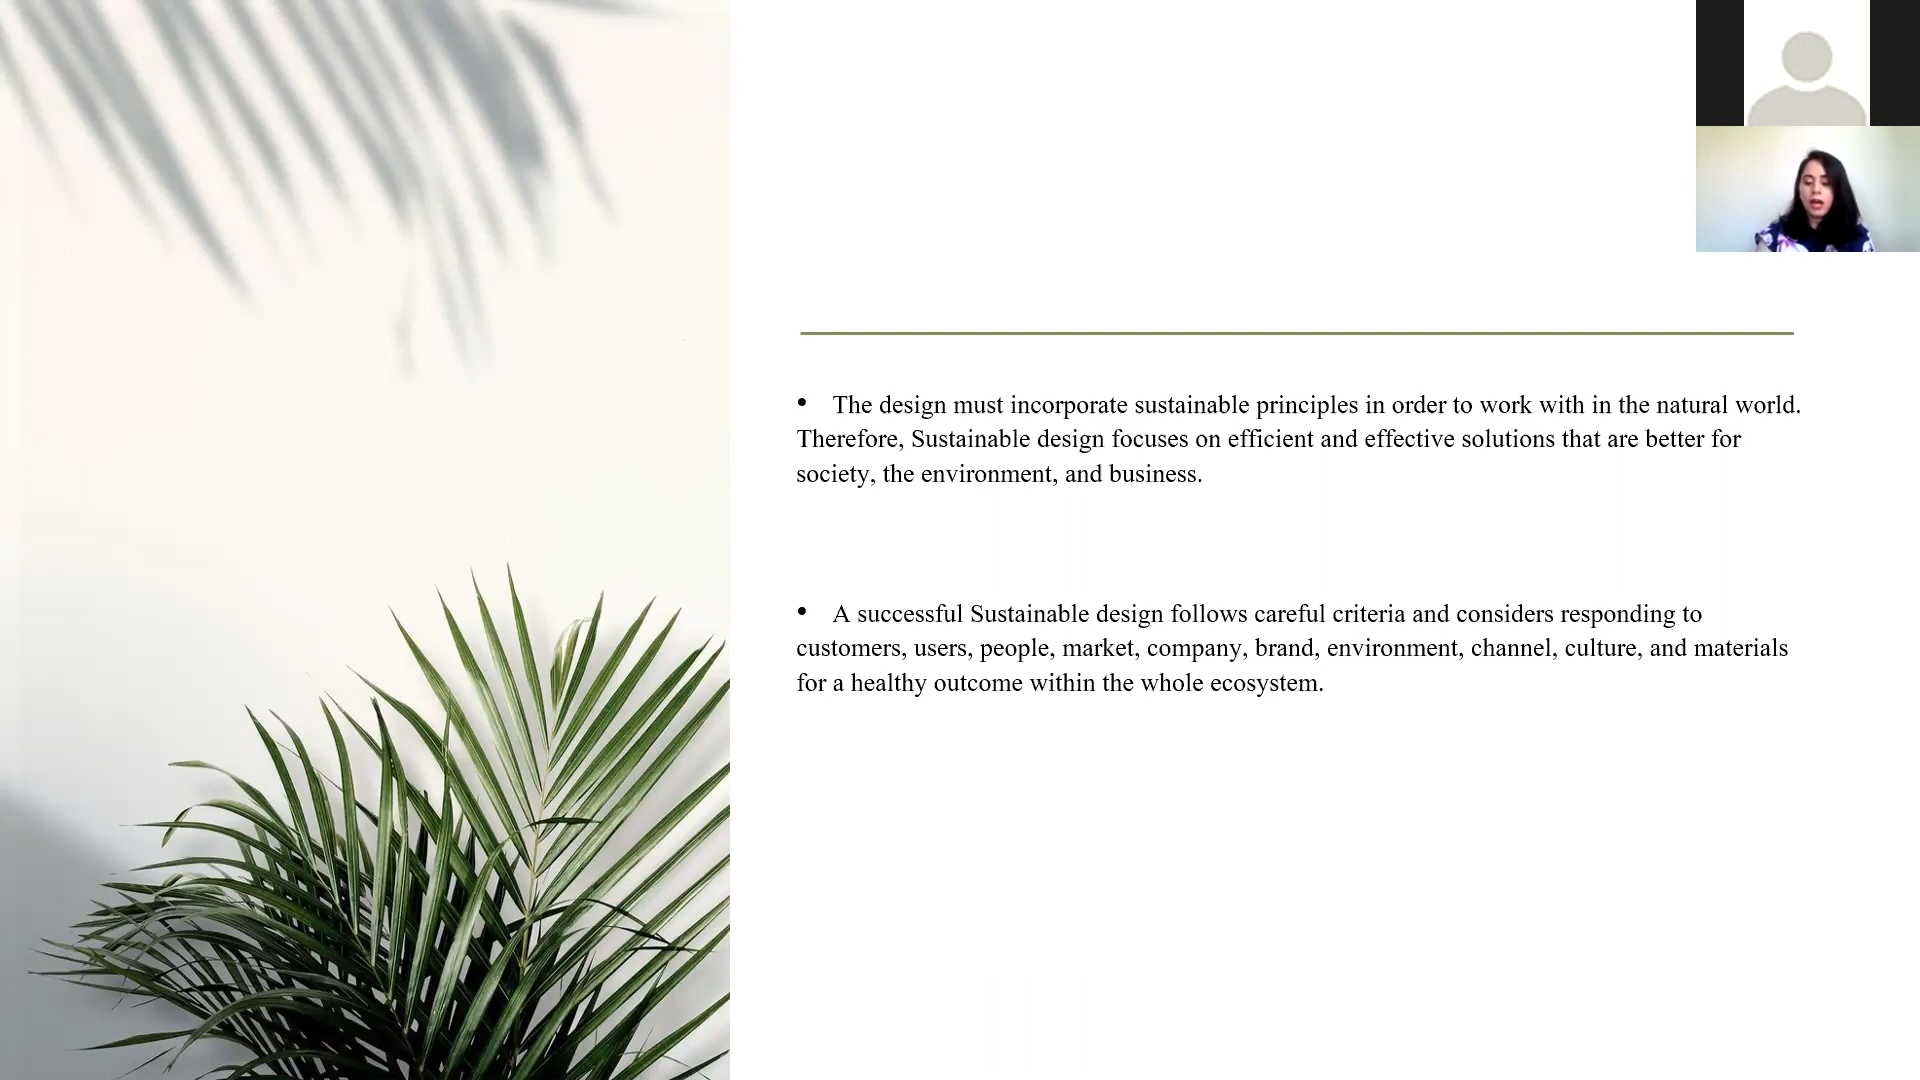 • The design must incorporate sustainable principles in order to work with in the natural world.
Therefore, Sustainable design focuses on efficient and effective solutions that are better for
society, the environment, and business.
• A successful Sustainable design follows careful criteria and considers responding to
customers, users, people, market, company, brand, environment, channel, culture, and materials
for a healthy outcome within the whole ecosystem.